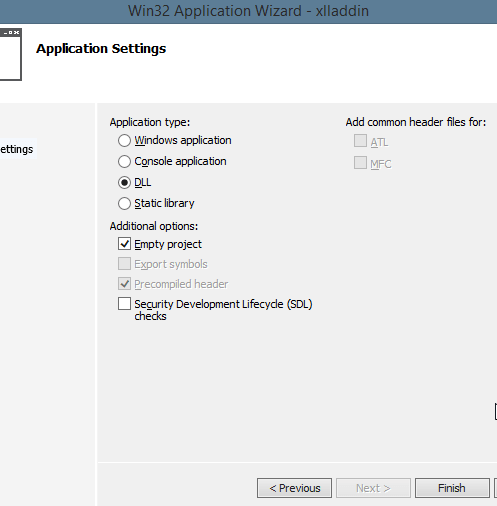 Win32 Application Wizard - xlladdin
Application Settings
ettings
Application type:
Windows application
Console application
DLL
Static library
Additional options:
Empty project
Export symbols
Precompiled header
Security Development Lifecycle (SDL)
checks
Add common header files for:
ATL
MFC
< Previous
Next >
Finish